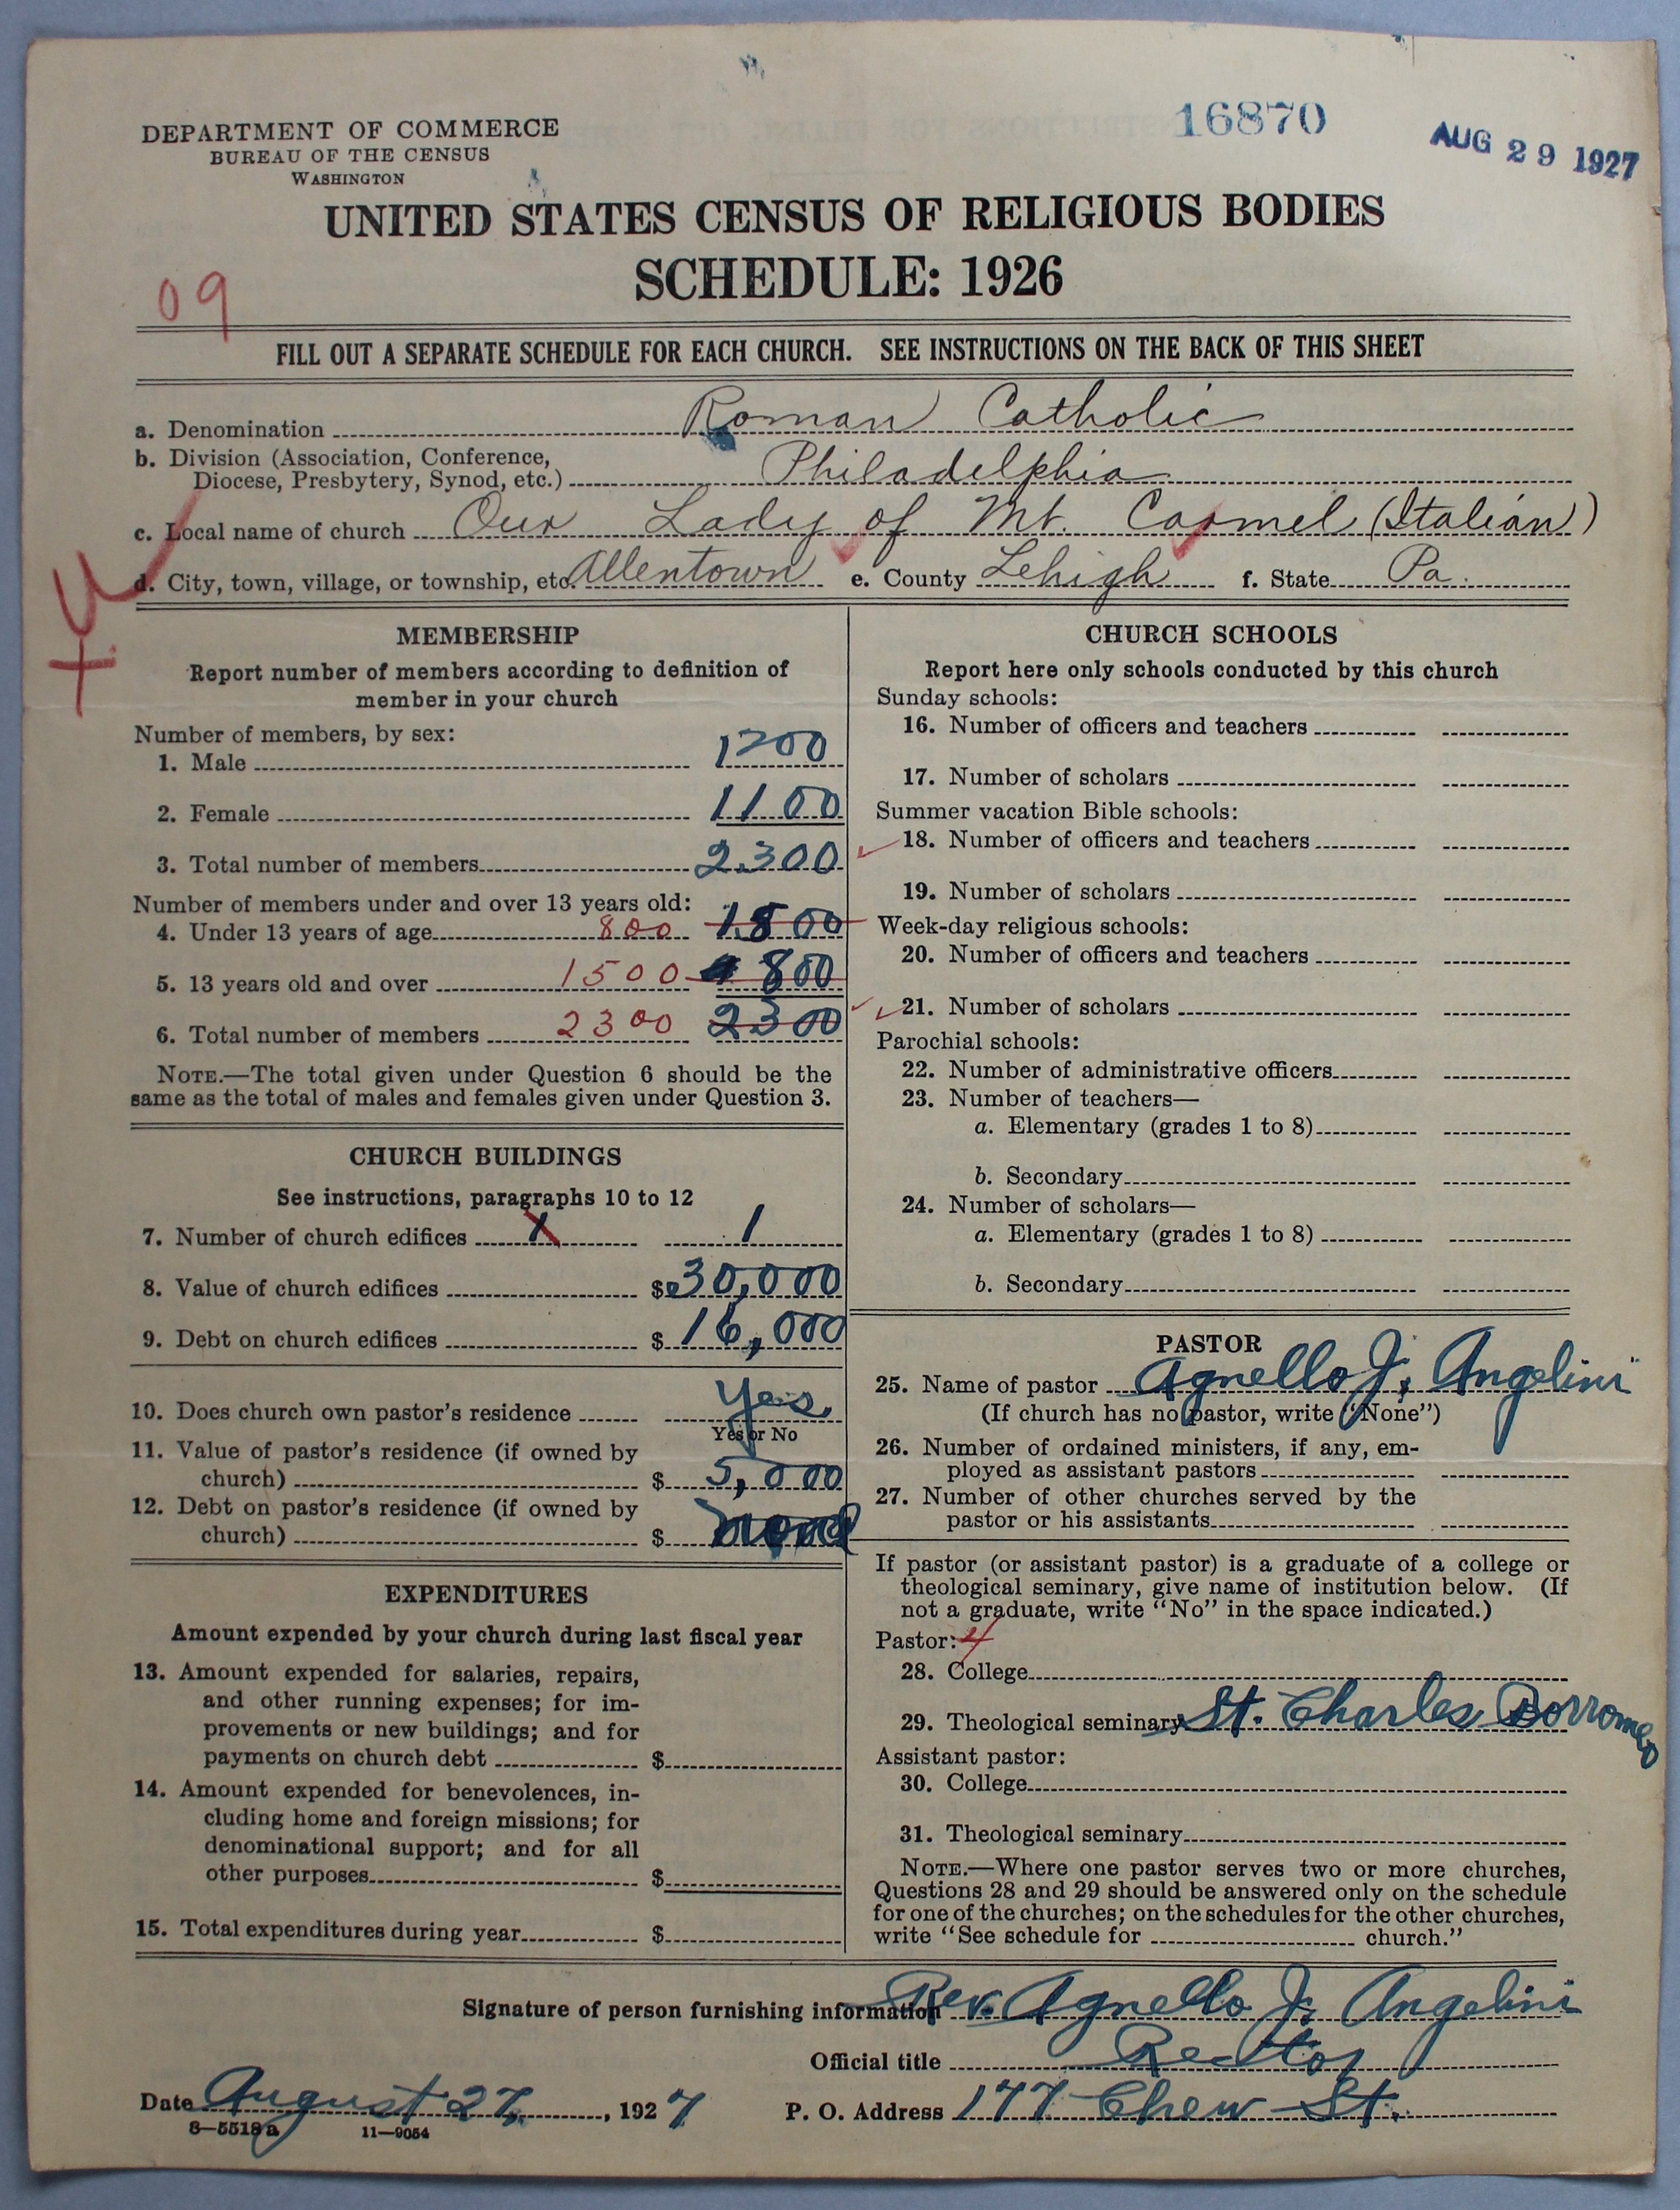 16870
AUG 29 1927
DEPARTMENT OF COMMERCE
BUREAU OF THE CENSUS
WASHINGTON
UNITED STATES CENSUS OF RELIGIOUS BODIES
SCHEDULE: 1926
09
FILL OUT A SEPARATE SCHEDULE FOR EACH CHURCH. SEE INSTRUCTIONS ON THE BACK OF THIS SHEET
a. Denomination Roman Catholic
b. Division (Association, Conference,
Diocese, Presbytery, Synod, etc.) Philadelphia
c. Local name of church Our Lady of Mt. Carmel (Italian)
d. City, town, village, or township, etc. Allentown e. County Lehigh f. State Pa.
MEMBERSHIP
Report number of members according to definition of
member in your church
Number of members, by sex:
1. Male 1200
2. Female 1100
3. Total number of members 2300
Number of members under and over 13 years old:
4. Under 13 years of age 800 1500
5. 13 years old and over 1500 800
6. Total number of members 2300 2300
NOTE.—The total given under Question 6 should be the
same as the total of males and females given under Question 3.
CHURCH BUILDINGS
See instructions, paragraphs 10 to 12
7. Number of church edifices 1 1
8. Value of church edifices $ 30,000
9. Debt on church edifices $ 16,000
10. Does church own pastor's residence Yes
Yes or No
11. Value of pastor's residence (if owned by
church) $ 5,000
12. Debt on pastor's residence (if owned by
church) $
EXPENDITURES
Amount expended by your church during last fiscal year
13. Amount expended for salaries, repairs,
and other running expenses; for im-
provements or new buildings; and for
payments on church debt $
14. Amount expended for benevolences, in-
cluding home and foreign missions; for
denominational support; and for all
other purposes $
15. Total expenditures during year $
CHURCH SCHOOLS
Report here only schools conducted by this church
Sunday schools:
16. Number of officers and teachers
17. Number of scholars
Summer vacation Bible schools:
18. Number of officers and teachers
19. Number of scholars
Week-day religious schools:
20. Number of officers and teachers
21. Number of scholars
Parochial schools:
22. Number of administrative officers
23. Number of teachers—
a. Elementary (grades 1 to 8)
b. Secondary
24. Number of scholars—
a. Elementary (grades 1 to 8)
b. Secondary
PASTOR
25. Name of pastor Agnello J. Angelini
(If church has no pastor, write "None")
26. Number of ordained ministers, if any, em-
ployed as assistant pastors
27. Number of other churches served by the
pastor or his assistants
If pastor (or assistant pastor) is a graduate of a college or
theological seminary, give name of institution below. (If
not a graduate, write "No" in the space indicated.)
Pastor: 4
28. College
29. Theological seminary St. Charles Borromeo
Assistant pastor:
30. College
31. Theological seminary
NOTE.—Where one pastor serves two or more churches,
Questions 28 and 29 should be answered only on the schedule
for one of the churches; on the schedules for the other churches,
write "See schedule for church."
Signature of person furnishing information Rev. Agnello J. Angelini
Official title Rector
Date August 27, 1927 P. O. Address 177 Chew St.
8—5518a 11—9054